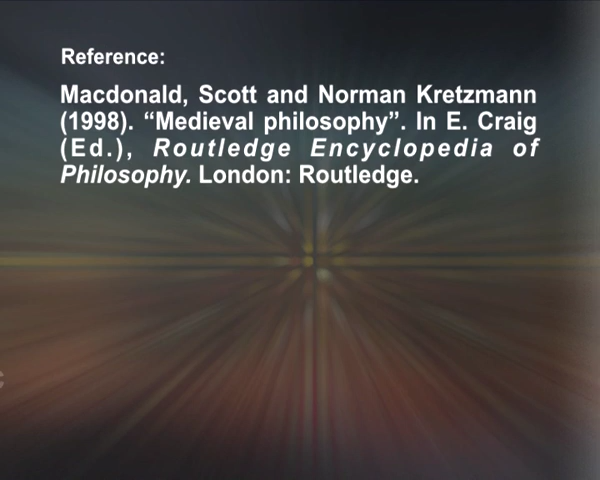 Reference:
Macdonald, Scott and Norman Kretzmann
(1998). “Medieval philosophy”. In E. Craig
(Ed.), Routledge Encyclopedia of
Philosophy. London: Routledge.